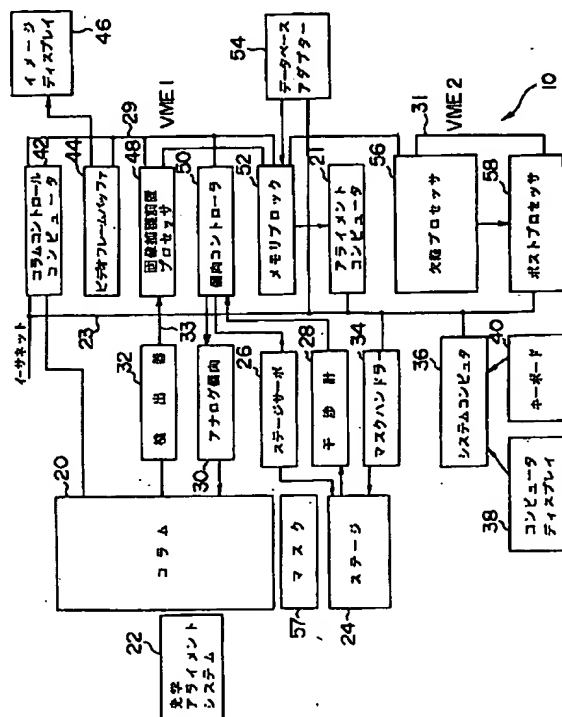 イメージ
ディスプレイ
46
VME1
29
42
コラムコントロール
コンピュータ
44
ビデオフレームバッファ
48
画像処理前置
プロセッサ
50
偏向コントローラ
52
メモリブロック
54
データベース
アダプター
21
アライメント
コンピュータ
VME2
31
10
56
欠陥プロセッサ
58
ポストプロセッサ
イーサネット
23
32
検出器
33
30
アナログ偏向
26
ステージサーボ
28
干渉計
34
マスクハンドラー
36
システムコンピュータ
40
キーボード
38
コンピュータ
ディスプレイ
20
コラム
57
マスク
24
ステージ
22
光学
アライメント
システム